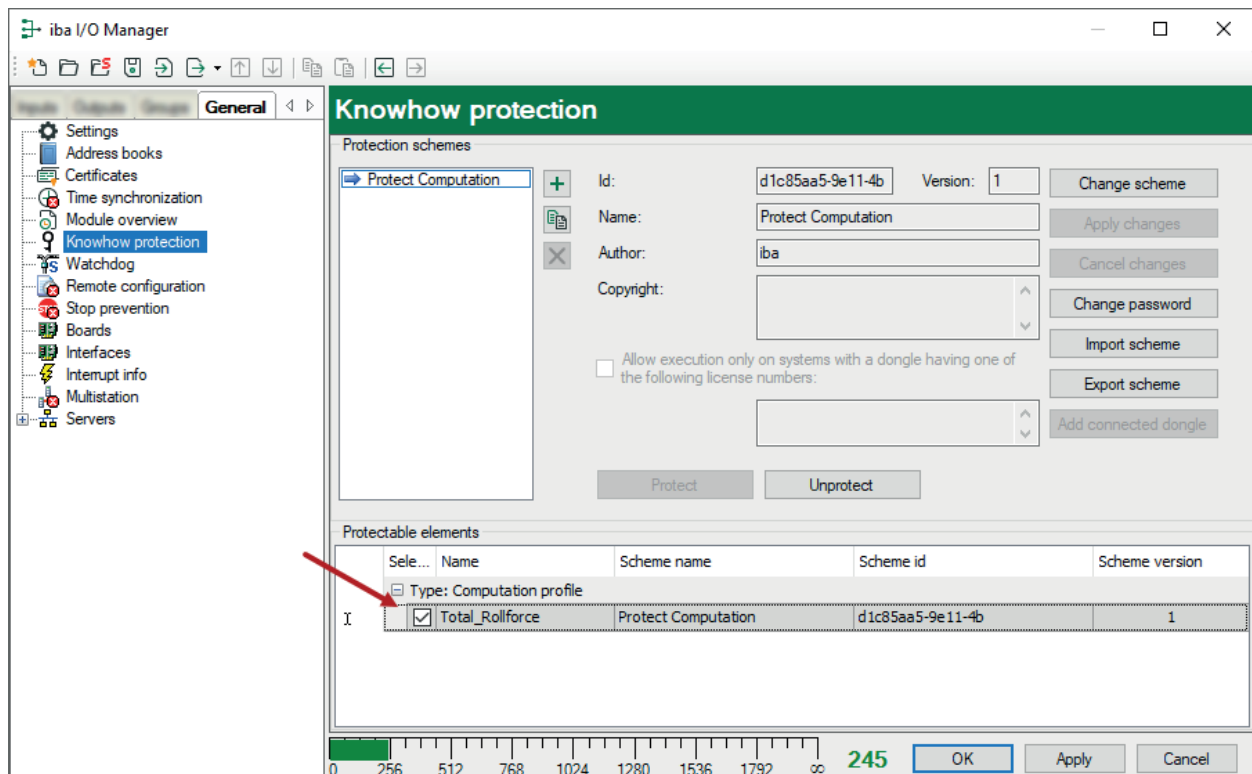 iba I/O Manager
General
Settings
Address books
Certificates
Time synchronization
Module overview
Knowhow protection
Watchdog
Remote configuration
Stop prevention
Boards
Interfaces
Interrupt info
Multistation
Servers
Knowhow protection
Protection schemes
Protect Computation
Id: d1c85aa5-9e11-4b Version: 1 Change scheme
Name: Protect Computation Apply changes
Author: iba Cancel changes
Copyright: Change password
Import scheme
Allow execution only on systems with a dongle having one of
the following license numbers:
Export scheme
Add connected dongle
Protect Unprotect
Protectable elements
Sele... Name Scheme name Scheme id Scheme version
Type: Computation profile
Total_Rollforce Protect Computation d1c85aa5-9e11-4b 1
0 256 512 768 1024 1280 1536 1792 ∞ 245 OK Apply Cancel